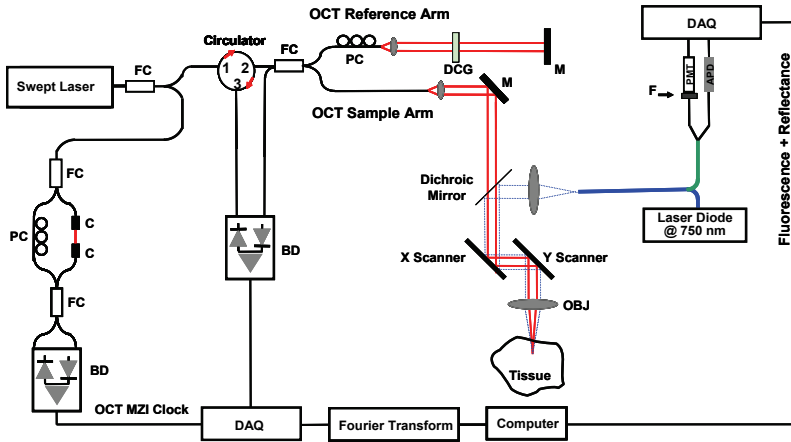 OCT Reference Arm
DAQ
Circulator
FC
PC
DCG
M
1 2
3
FC
Swept Laser
M
F
PMT
APD
OCT Sample Arm
Fluorescence + Reflectance
FC
Dichroic
Mirror
PC
C
C
Laser Diode
@ 750 nm
BD
X Scanner
Y Scanner
FC
OBJ
BD
Tissue
OCT MZI Clock
DAQ
Fourier Transform
Computer